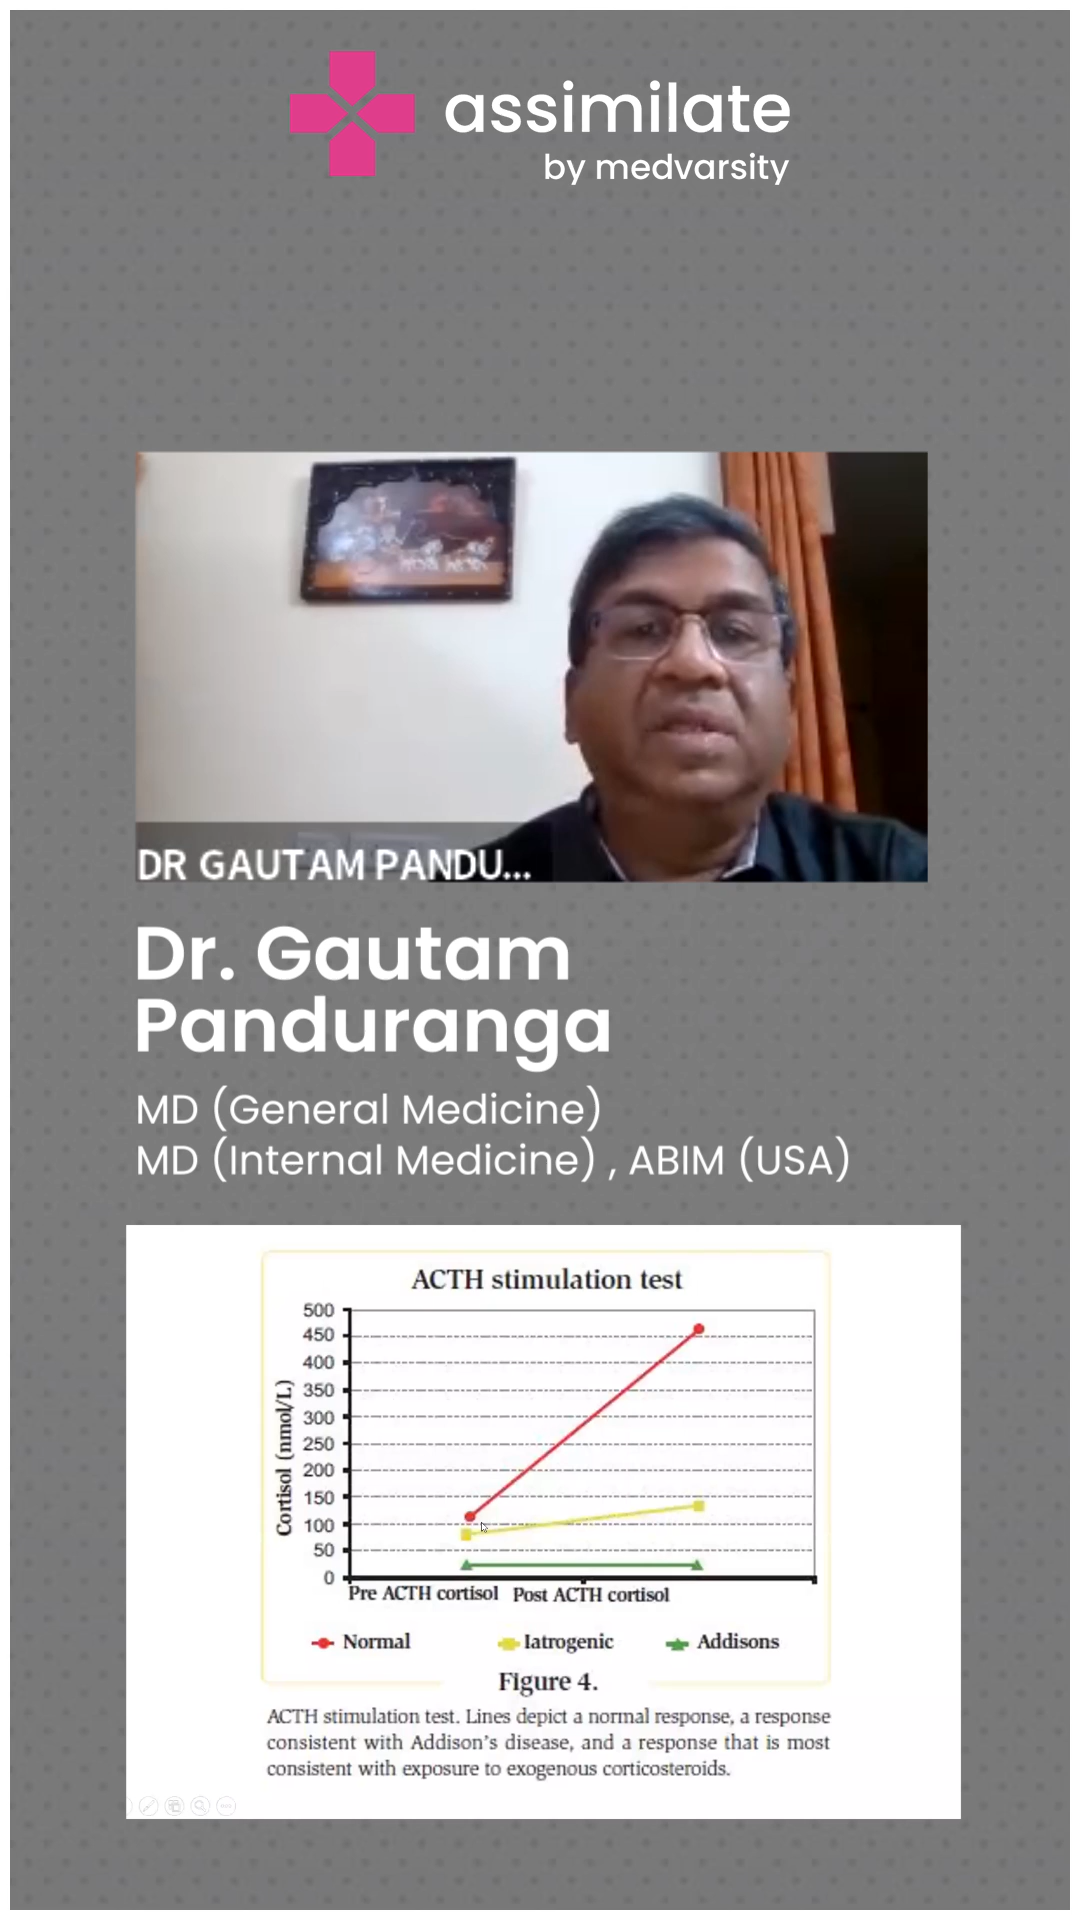 assimilate
by medvarsity
DR GAUTAM PANDU...
Dr. Gautam
Panduranga
MD (General Medicine)
MD (Internal Medicine) , ABIM (USA)
ACTH stimulation test
500
450
400
350
300
250
200
150
100
50
0
Cortisol (nmol/L)
Pre ACTH cortisol Post ACTH cortisol
Normal Iatrogenic Addisons
Figure 4.
ACTH stimulation test. Lines depict a normal response, a response
consistent with Addison's disease, and a response that is most
consistent with exposure to exogenous corticosteroids.